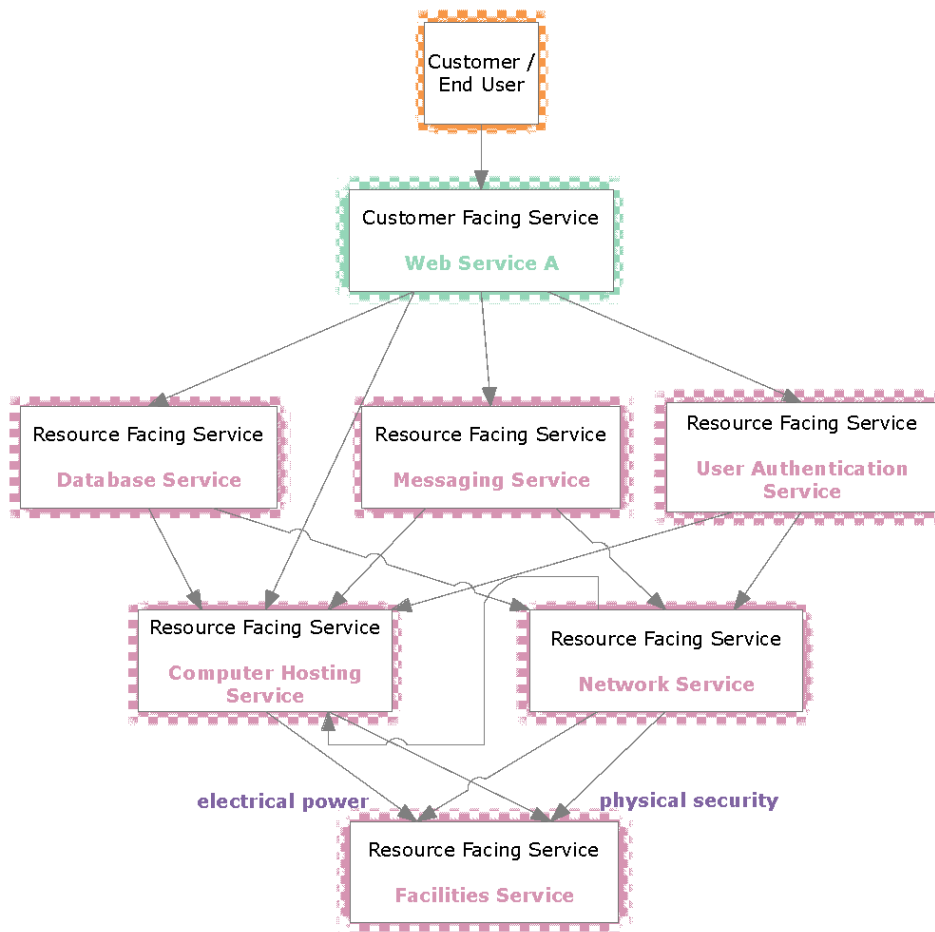 Customer /
End User
Customer Facing Service
Web Service A
Resource Facing Service
Database Service
Resource Facing Service
Messaging Service
Resource Facing Service
User Authentication
Service
Resource Facing Service
Computer Hosting
Service
Resource Facing Service
Network Service
electrical power
physical security
Resource Facing Service
Facilities Service